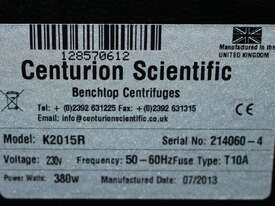 128570612
Manufactured in the
UNITED KINGDOM
Centurion Scientific
Benchtop Centrifuges
Tel: + (0)2392 631225 Fax: + (0)2392 631315
Email: info@centurionscientific.co.uk
Model: K2015R Serial No: 214060-4
Voltage: 230v Frequency: 50-60Hz Fuse Type: T10A
Power Watts: 380w Manufactured Date: 07/2013